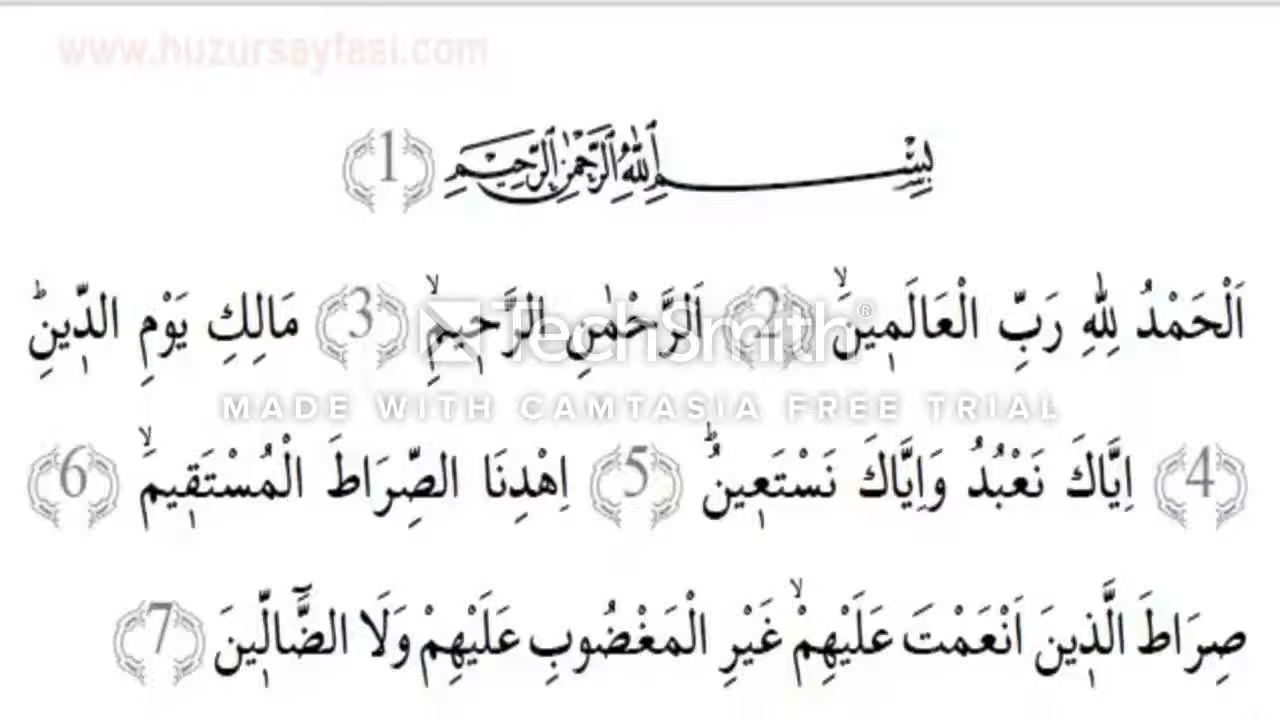 www.huzursayfasi.com
بِسْمِ اللهِ الرَّحْمٰنِ الرَّحِيمِ ﴿1﴾
اَلْحَمْدُ لِلّٰهِ رَبِّ الْعَالَمٖينَۙ ﴿2﴾ اَلرَّحْمٰنِ الرَّحٖيمِۙ ﴿3﴾ مَالِكِ يَوْمِ الدّٖينِؕ
﴿4﴾ اِيَّاكَ نَعْبُدُ وَاِيَّاكَ نَسْتَعٖينُؕ ﴿5﴾ اِهْدِنَا الصِّرَاطَ الْمُسْتَقٖيمَۙ ﴿6﴾
صِرَاطَ الَّذٖينَ اَنْعَمْتَ عَلَيْهِمْۙ غَيْرِ الْمَغْضُوبِ عَلَيْهِمْ وَلَا الضَّٓالّٖينَ ﴿7﴾
TechSmith®
MADE WITH CAMTASIA FREE TRIAL